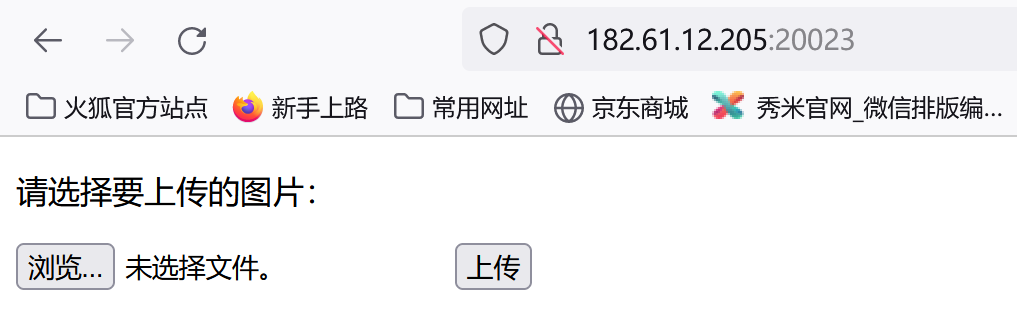 182.61.12.205:20023
火狐官方站点 新手上路 常用网址 京东商城 秀米官网_微信排版编...
请选择要上传的图片：
浏览... 未选择文件。 上传